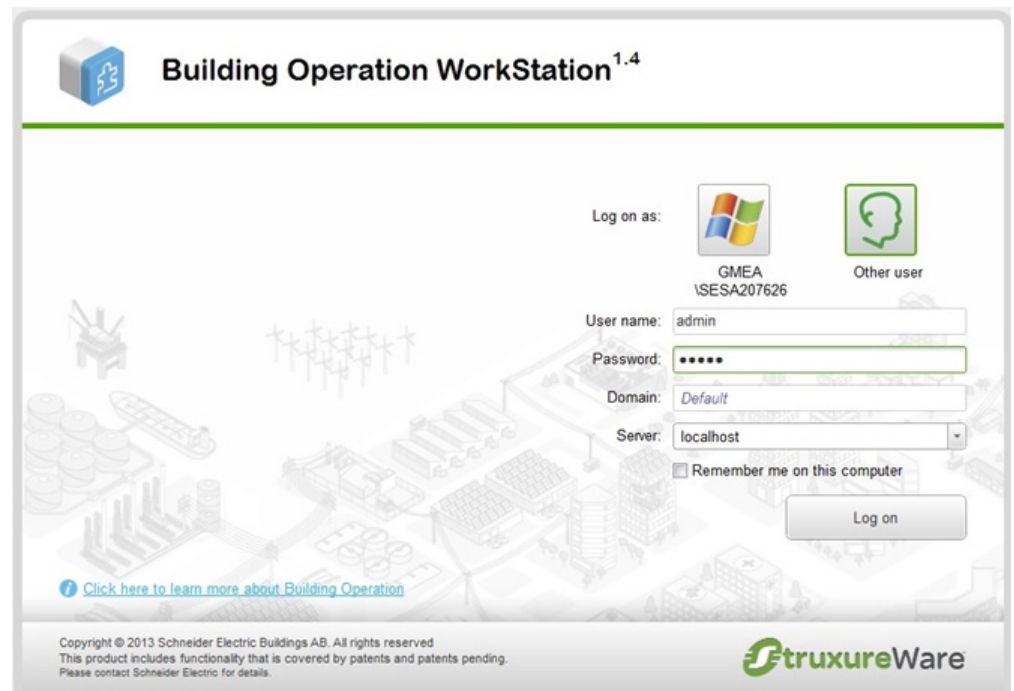 Building Operation WorkStation 1.4
Log on as:
GMEA
\SESA207626
Other user
User name: admin
Password: •••••
Domain: Default
Server: localhost
Remember me on this computer
Log on
i Click here to learn more about Building Operation
Copyright © 2013 Schneider Electric Buildings AB. All rights reserved
This product includes functionality that is covered by patents and patents pending.
Please contact Schneider Electric for details.
StruxureWare